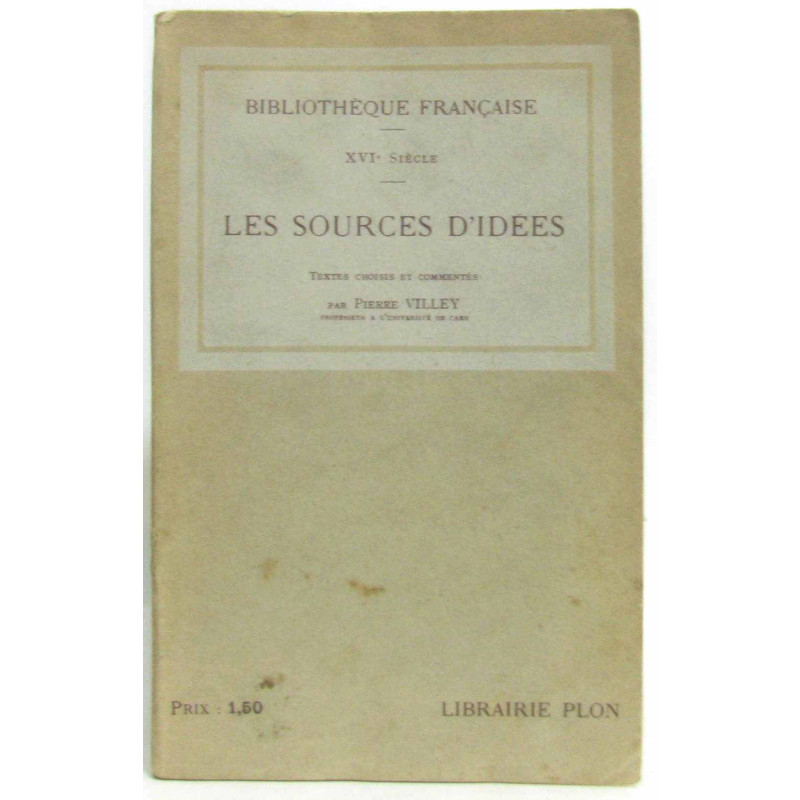 BIBLIOTHÈQUE FRANÇAISE
XVIe SIÈCLE
LES SOURCES D'IDÉES
TEXTES CHOISIS ET COMMENTÉS
PAR PIERRE VILLEY
PROFESSEUR A L'UNIVERSITÉ DE CAEN
PRIX : 1,50
LIBRAIRIE PLON